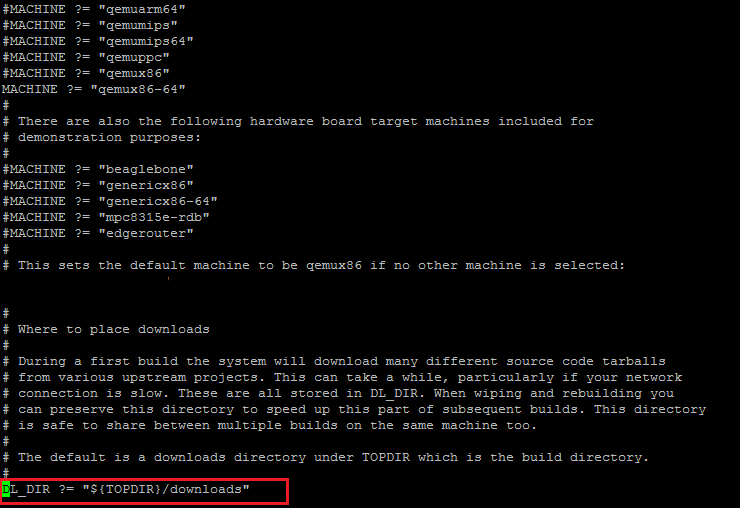 #MACHINE ?= "qemuarm64"
#MACHINE ?= "qemumips"
#MACHINE ?= "qemumips64"
#MACHINE ?= "qemuppc"
#MACHINE ?= "qemux86"
MACHINE ?= "qemux86-64"
#
# There are also the following hardware board target machines included for
# demonstration purposes:
#
#MACHINE ?= "beaglebone"
#MACHINE ?= "genericx86"
#MACHINE ?= "genericx86-64"
#MACHINE ?= "mpc8315e-rdb"
#MACHINE ?= "edgerouter"
#
# This sets the default machine to be qemux86 if no other machine is selected:
#
# Where to place downloads
#
# During a first build the system will download many different source code tarballs
# from various upstream projects. This can take a while, particularly if your network
# connection is slow. These are all stored in DL_DIR. When wiping and rebuilding you
# can preserve this directory to speed up this part of subsequent builds. This directory
# is safe to share between multiple builds on the same machine too.
#
# The default is a downloads directory under TOPDIR which is the build directory.
#
DL_DIR ?= "${TOPDIR}/downloads"